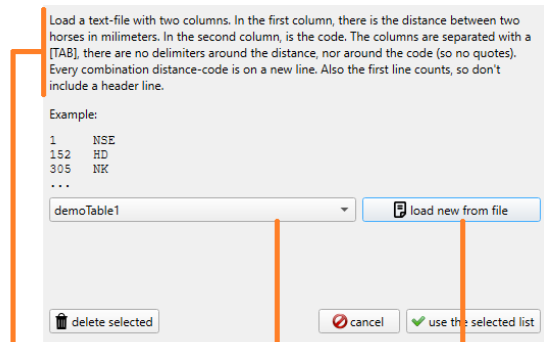 Load a text-file with two columns. In the first column, there is the distance between two
horses in milimeters. In the second column, is the code. The columns are separated with a
[TAB], there are no delimiters around the distance, nor around the code (so no quotes).
Every combination distance-code is on a new line. Also the first line counts, so don't
include a header line.
Example:
1 NSE
152 HD
305 NK
...
demoTable1
load new from file
delete selected
cancel
use the selected list